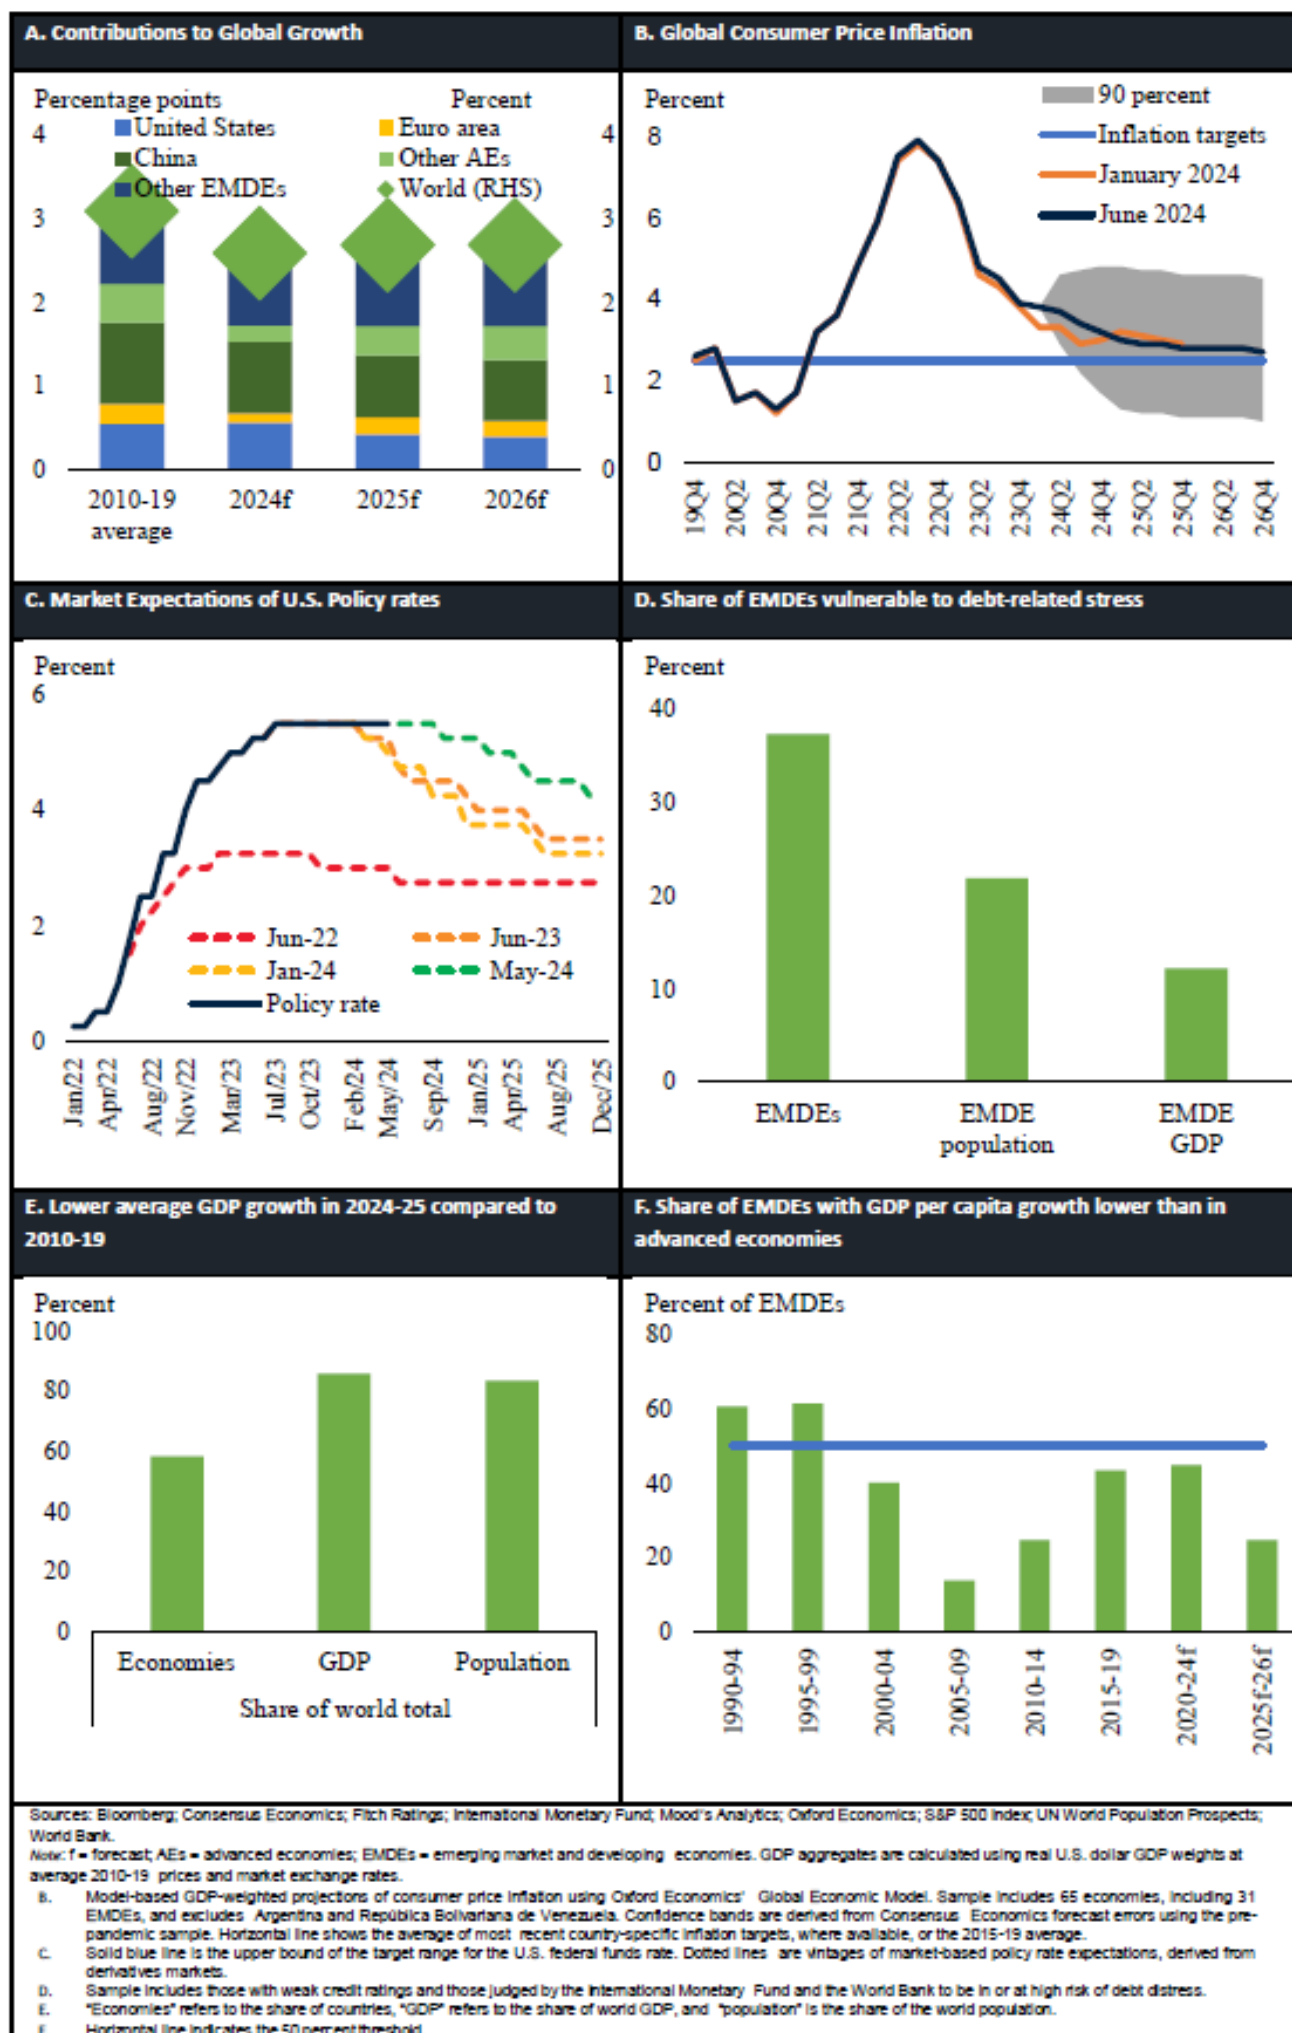 A. Contributions to Global Growth
B. Global Consumer Price Inflation
Percentage points
Percent
United States
Euro area
China
Other AEs
Other EMDEs
World (RHS)
4
3
2
1
0
4
3
2
1
0
2010-19
average
2024f
2025f
2026f
Percent
90 percent
Inflation targets
January 2024
June 2024
8
6
4
2
0
19Q4
20Q2
20Q4
21Q2
21Q4
22Q2
22Q4
23Q2
23Q4
24Q2
24Q4
25Q2
25Q4
26Q2
26Q4
C. Market Expectations of U.S. Policy rates
D. Share of EMDEs vulnerable to debt-related stress
Percent
6
4
2
0
Jun-22
Jun-23
Jan-24
May-24
Policy rate
Jan/22
Apr/22
Aug/22
Nov/22
Mar/23
Jul/23
Oct/23
Feb/24
May/24
Sep/24
Jan/25
Apr/25
Aug/25
Dec/25
Percent
40
30
20
10
0
EMDEs
EMDE
population
EMDE
GDP
E. Lower average GDP growth in 2024-25 compared to
2010-19
F. Share of EMDEs with GDP per capita growth lower than in
advanced economies
Percent
100
80
60
40
20
0
Economies
GDP
Population
Share of world total
Percent of EMDEs
80
60
40
20
0
1990-94
1995-99
2000-04
2005-09
2010-14
2015-19
2020-24f
2025f-26f
Sources: Bloomberg; Consensus Economics; Fitch Ratings; International Monetary Fund; Mood's Analytics; Oxford Economics; S&P 500 Index; UN World Population Prospects;
World Bank.
Note: f = forecast; AEs = advanced economies; EMDEs = emerging market and developing economies. GDP aggregates are calculated using real U.S. dollar GDP weights at
average 2010-19 prices and market exchange rates.
B. Model-based GDP-weighted projections of consumer price inflation using Oxford Economics' Global Economic Model. Sample includes 65 economies, including 31
EMDEs, and excludes Argentina and República Bolivariana de Venezuela. Confidence bands are derived from Consensus Economics forecast errors using the pre-
pandemic sample. Horizontal line shows the average of most recent country-specific inflation targets, where available, or the 2015-19 average.
C. Solid blue line is the upper bound of the target range for the U.S. federal funds rate. Dotted lines are vintages of market-based policy rate expectations, derived from
derivatives markets.
D. Sample includes those with weak credit ratings and those judged by the International Monetary Fund and the World Bank to be in or at high risk of debt distress.
E. "Economies" refers to the share of countries, "GDP" refers to the share of world GDP, and "population" is the share of the world population.
F. Horizontal line indicates the 50 percent threshold.